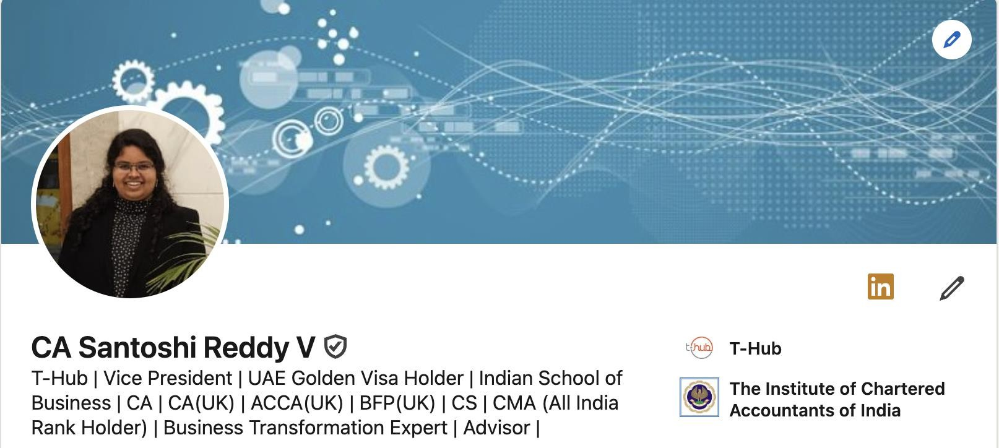 CA Santoshi Reddy V
T-Hub | Vice President | UAE Golden Visa Holder | Indian School of
Business | CA | CA(UK) | ACCA(UK) | BFP(UK) | CS | CMA (All India
Rank Holder) | Business Transformation Expert | Advisor |
in
t-hub
T-Hub
The Institute of Chartered
Accountants of India